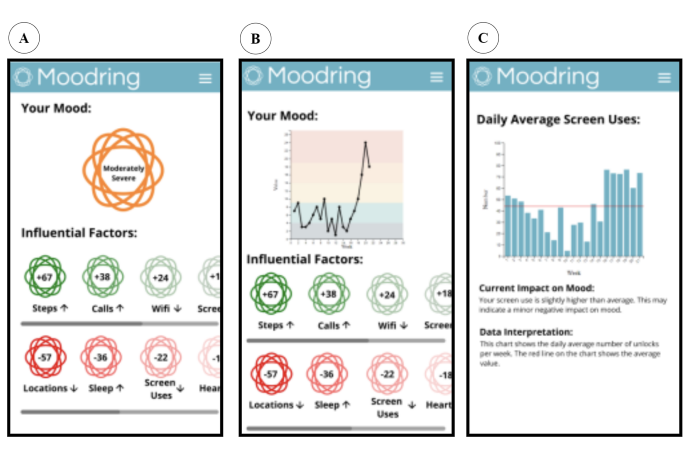 A
B
C
Moodring
Your Mood:
Moderately
Severe
Influential Factors:
+67
+38
+24
+1
Steps ↑
Calls ↑
Wifi ↓
Scree
-57
-36
-22
-1
Locations ↓
Sleep ↑
Screen
Uses ↓
Hear
Moodring
Your Mood:
Week
Influential Factors:
+67
+38
+24
+18
Steps ↑
Calls ↑
Wifi ↓
Screen
-57
-36
-22
-18
Locations ↓
Sleep ↑
Screen
Uses ↓
Heart
Moodring
Daily Average Screen Uses:
Week
Current Impact on Mood:
Your screen use is slightly higher than average. This may
indicate a minor negative impact on mood.
Data Interpretation:
This chart shows the daily average number of unlocks
per week. The red line on the chart shows the average
value.